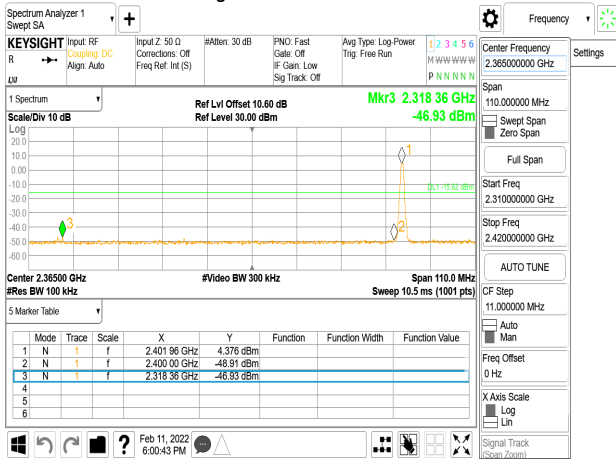 Spectrum Analyzer 1
Swept SA
Frequency
KEYSIGHT
R
LXI
Input: RF
Coupling: DC
Align: Auto
Input Z: 50 Ω
Corrections: Off
Freq Ref: Int (S)
#Atten: 30 dB
PNO: Fast
Gate: Off
IF Gain: Low
Sig Track: Off
Avg Type: Log-Power
Trig: Free Run
1 2 3 4 5 6
M W W W W W
P N N N N N
Center Frequency
2.365000000 GHz
Settings
Span
110.000000 MHz
Swept Span
Zero Span
Full Span
Start Freq
2.310000000 GHz
Stop Freq
2.420000000 GHz
AUTO TUNE
CF Step
11.000000 MHz
Auto
Man
Freq Offset
0 Hz
X Axis Scale
Log
Lin
Signal Track
(Span Zoom)
1 Spectrum
Scale/Div 10 dB
Ref Lvl Offset 10.60 dB
Ref Level 30.00 dBm
Mkr3 2.318 36 GHz
-46.93 dBm
Log
20.0
10.0
0.00
-10.0
-20.0
-30.0
-40.0
-50.0
-60.0
1
DL1 -15.62 dBm
3
2
Center 2.36500 GHz
#Video BW 300 kHz
Span 110.0 MHz
#Res BW 100 kHz
Sweep 10.5 ms (1001 pts)
5 Marker Table
Mode Trace Scale X Y Function Function Width Function Value
1 N 1 f 2.401 96 GHz 4.376 dBm
2 N 1 f 2.400 00 GHz -48.91 dBm
3 N 1 f 2.318 36 GHz -46.93 dBm
4
5
6
?
Feb 11, 2022
6:00:43 PM